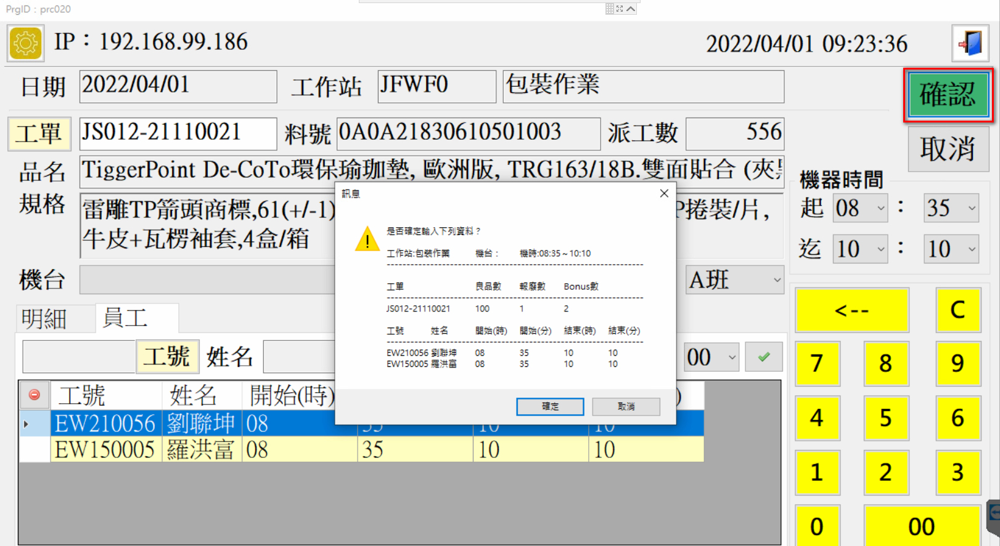 PrgID : prc020
IP：192.168.99.186
2022/04/01 09:23:36
日期 2022/04/01 工作站 JFWF0 包裝作業
確認
工單 JS012-21110021 料號 0A0A21830610501003 派工數 556
取消
品名 TiggerPoint De-CoTo環保瑜珈墊, 歐洲版, TRG163/18B.雙面貼合 (夾
規格 雷雕TP箭頭商標,61(+/-1) P捲裝/片,
牛皮+瓦楞袖套,4盒/箱
機器時間
起 08 : 35
迄 10 : 10
機台 A班
明細 員工
工號 姓名 00
工號 姓名 開始(時) )
EW210056 劉聯坤 08 35 10 10
EW150005 羅洪富 08 35 10 10
訊息
是否確定輸入下列資料？
工作站:包裝作業 機台： 機時:08:35 ~ 10:10
工單 良品數 報廢數 Bonus數
JS012-21110021 100 1 2
工號 姓名 開始(時) 開始(分) 結束(時) 結束(分)
EW210056 劉聯坤 08 35 10 10
EW150005 羅洪富 08 35 10 10
確定 取消
<-- C
7 8 9
4 5 6
1 2 3
0 00